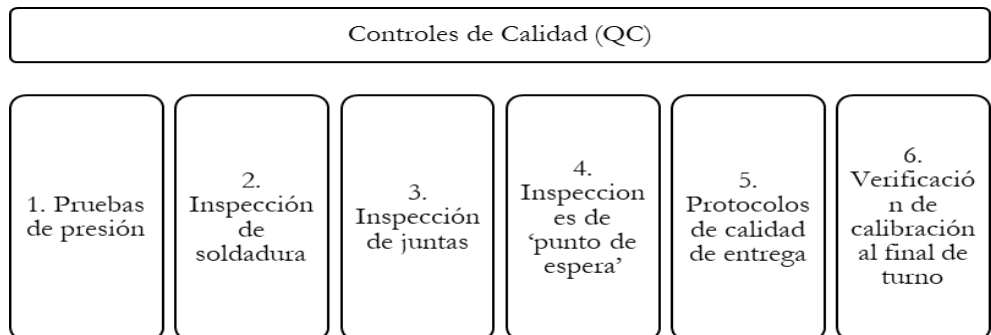 Controles de Calidad (QC)
1. Pruebas
de presión
2.
Inspección
de
soldadura
3.
Inspección
de juntas
4.
Inspeccion
es de
‘punto de
espera’
5.
Protocolos
de calidad
de entrega
6.
Verificació
n de
calibración
al final de
turno